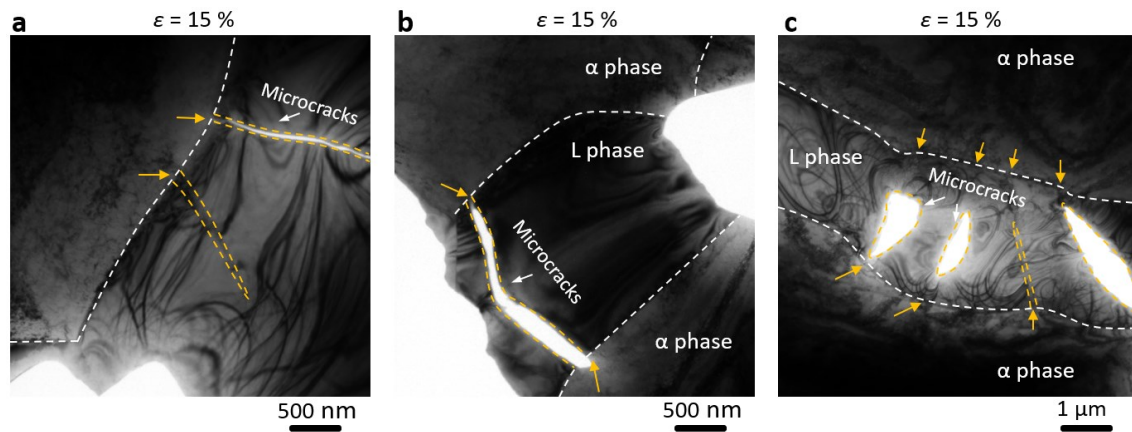 a
ε = 15 %
Microcracks
500 nm
b
ε = 15 %
α phase
L phase
Microcracks
α phase
500 nm
c
ε = 15 %
α phase
L phase
Microcracks
α phase
1 μm